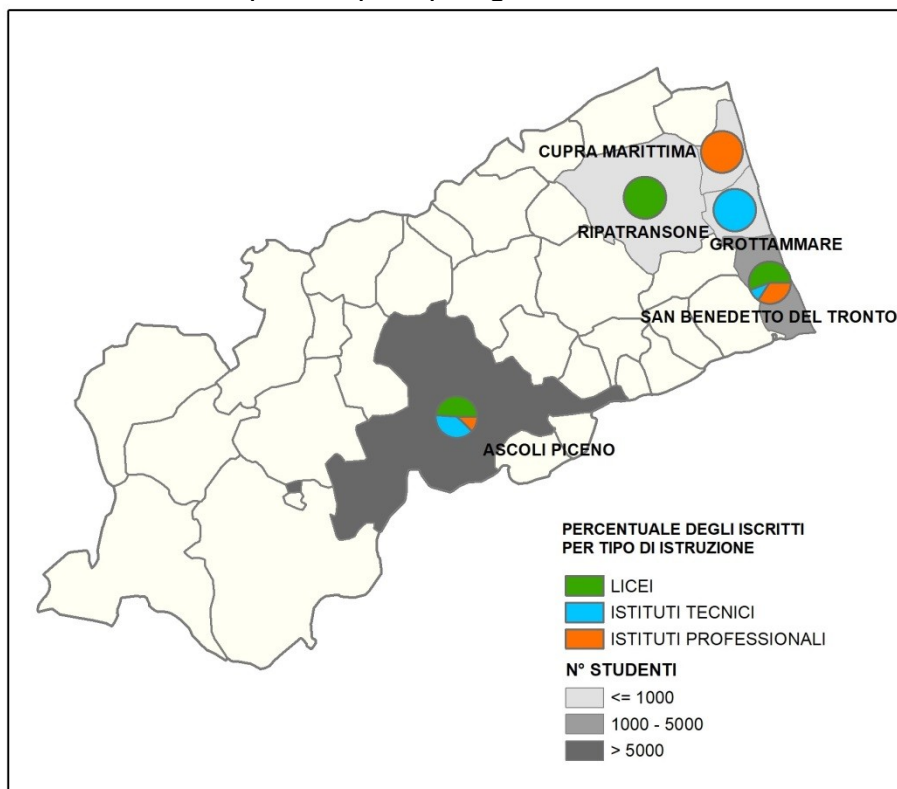 CUPRA MARITTIMA
RIPATRANSONE
GROTTAMMARE
SAN BENEDETTO DEL TRONTO
ASCOLI PICENO
PERCENTUALE DEGLI ISCRITTI
PER TIPO DI ISTRUZIONE
LICEI
ISTITUTI TECNICI
ISTITUTI PROFESSIONALI
N° STUDENTI
<= 1000
1000 - 5000
> 5000